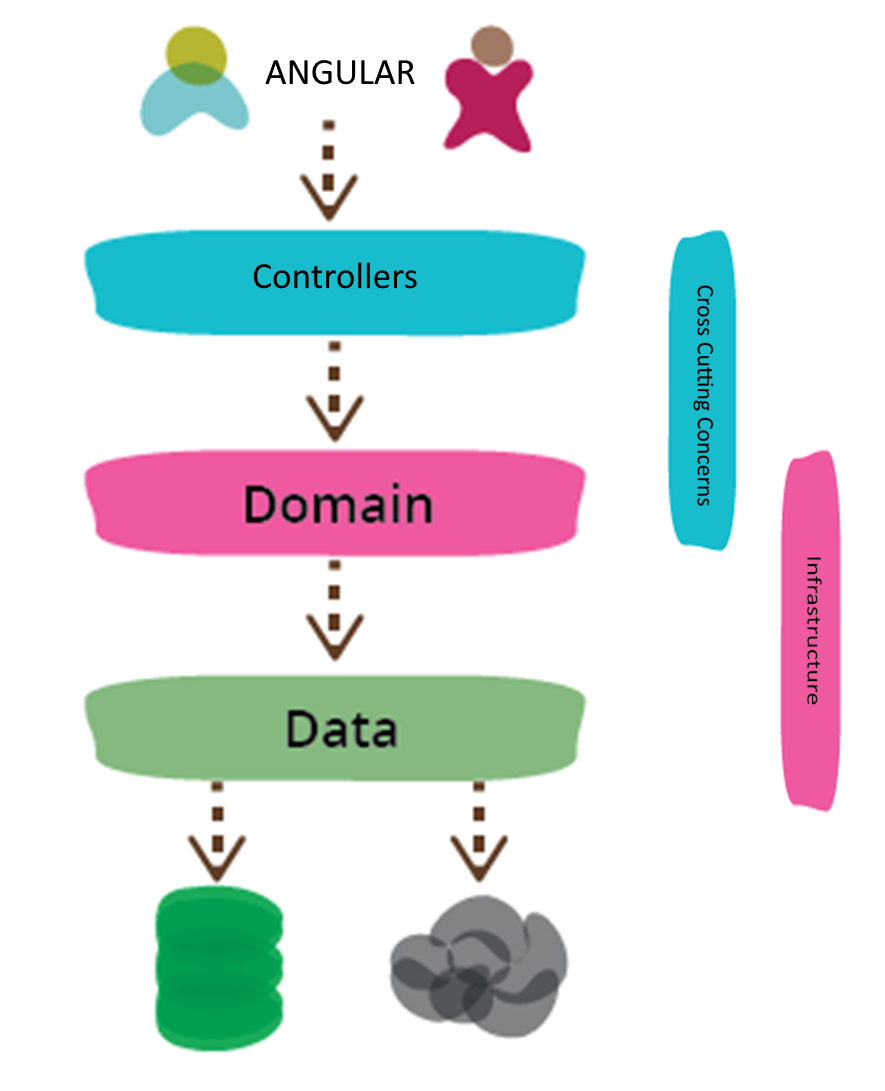 ANGULAR
Controllers
Cross Cutting Concerns
Domain
Infrastructure
Data